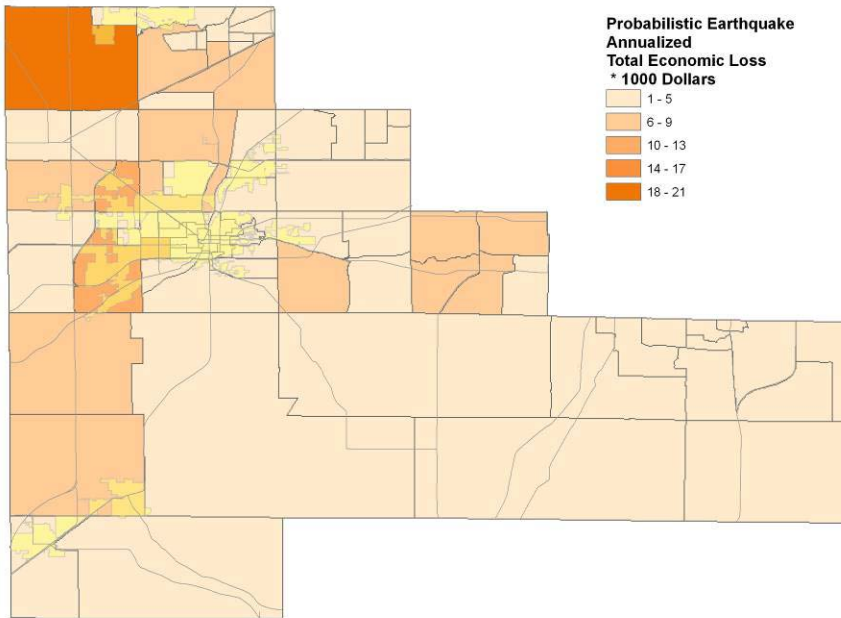 Probabilistic Earthquake
Annualized
Total Economic Loss
* 1000 Dollars
1 - 5
6 - 9
10 - 13
14 - 17
18 - 21